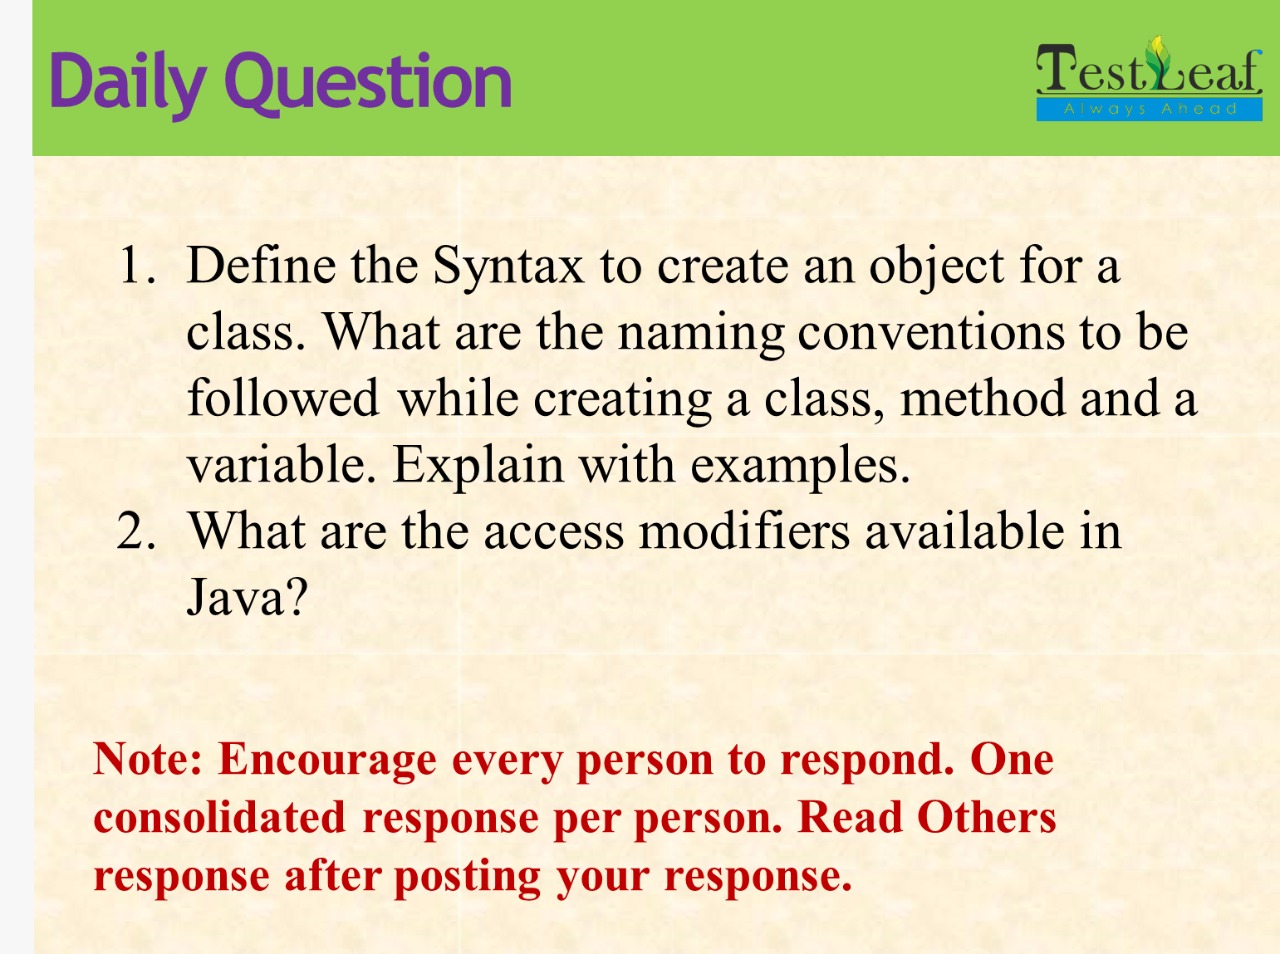 Daily Question
TestLeaf
Always Ahead
1. Define the Syntax to create an object for a
class. What are the naming conventions to be
followed while creating a class, method and a
variable. Explain with examples.
2. What are the access modifiers available in
Java?
Note: Encourage every person to respond. One
consolidated response per person. Read Others
response after posting your response.